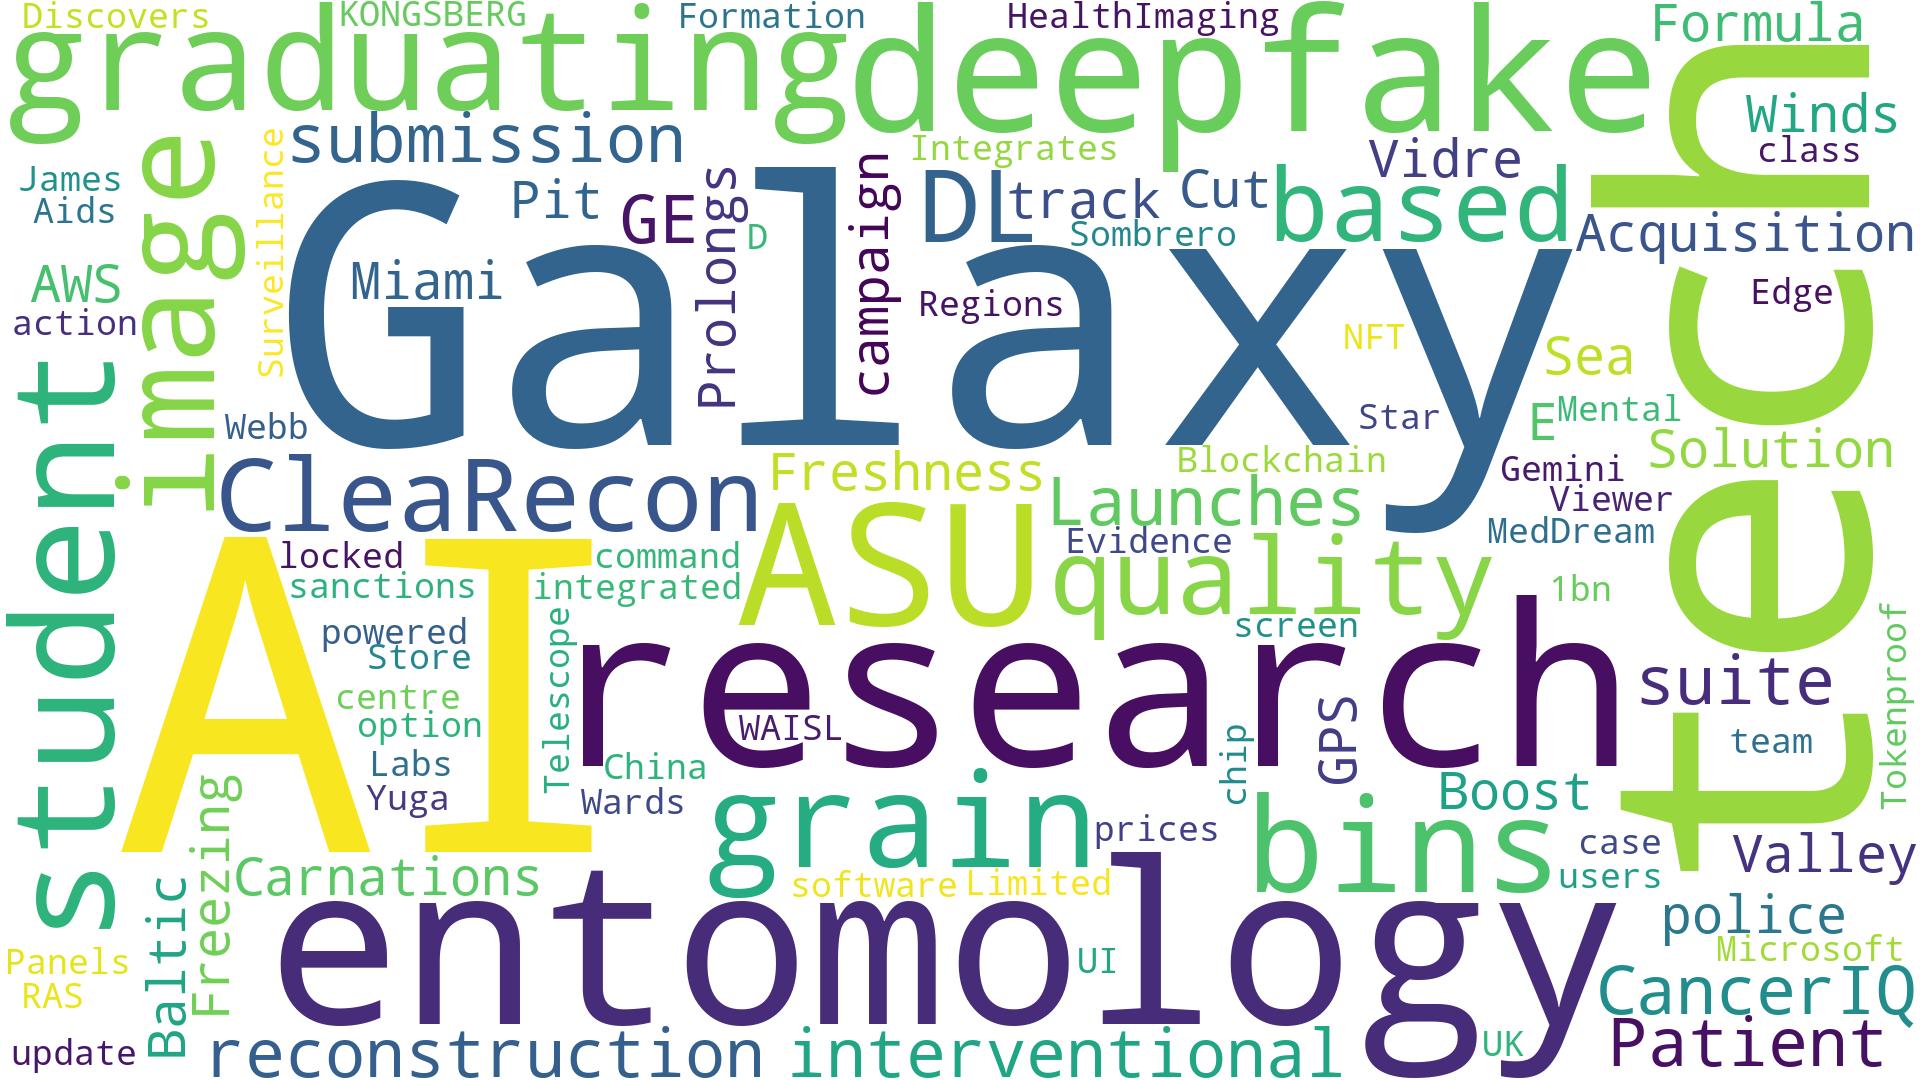 Discovers
KONGSBERG
Formation
HealthImaging
Formula
graduating
deepfake
tech
Winds
class
submission
image
Surveillance
James
Aids
Pit
GE
Prolongs
D
campaign
Integrates
DL
track
Cut
Vidre
based
Sombrero
Acquisition
AWS
action
Miami
Galaxy
Regions
NFT
Sea
Edge
student
Webb
Star
E
Mental
CleaRecon
Freshness
Blockchain
Solution
Launches
Gemini
Viewer
MedDream
ASU
Evidence
quality
locked
command
sanctions
integrated
1bn
AI
powered
Store
Telescope
research
screen
Tokenproof
centre
option
WAISL
GPS
suite
team
Labs
Yuga
China
Wards
chip
Boost
Freezing
grain
prices
bins
case
users
Valley
Carnations
software
Limited
Baltic
entomology
police
Microsoft
Panels
RAS
UI
CancerIQ
update
reconstruction
interventional
UK
Patient